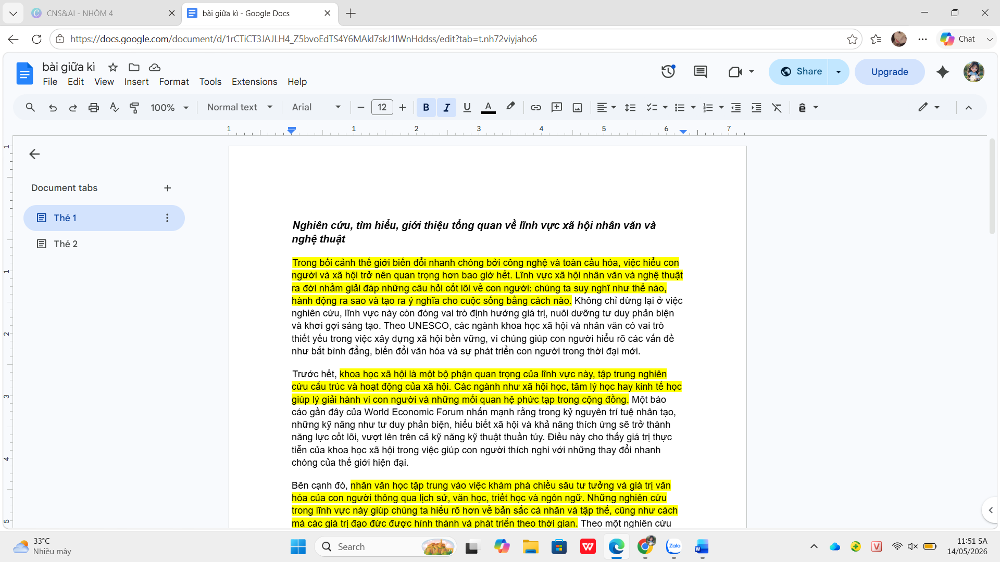 CNS&AI - NHÓM 4
bài giữa kì - Google Docs
https://docs.google.com/document/d/1rCTiCT3JAJLH4_Z5bvoEdTS4Y6MAkl7skJ1lWnHddss/edit?tab=t.nh72viyjaho6
Chat
bài giữa kì
File Edit View Insert Format Tools Extensions Help
Share
Upgrade
100%
Normal text
Arial
12
B I U A
1 1 2 3 4 5 6 7
Document tabs
Thẻ 1
Thẻ 2
1
1
2
3
4
5
Nghiên cứu, tìm hiểu, giới thiệu tổng quan về lĩnh vực xã hội nhân văn và
nghệ thuật
Trong bối cảnh thế giới biến đổi nhanh chóng bởi công nghệ và toàn cầu hóa, việc hiểu con
người và xã hội trở nên quan trọng hơn bao giờ hết. Lĩnh vực xã hội nhân văn và nghệ thuật
ra đời nhằm giải đáp những câu hỏi cốt lõi về con người: chúng ta suy nghĩ như thế nào,
hành động ra sao và tạo ra ý nghĩa cho cuộc sống bằng cách nào. Không chỉ dừng lại ở việc
nghiên cứu, lĩnh vực này còn đóng vai trò định hướng giá trị, nuôi dưỡng tư duy phản biện
và khơi gợi sáng tạo. Theo UNESCO, các ngành khoa học xã hội và nhân văn có vai trò
thiết yếu trong việc xây dựng xã hội bền vững, vì chúng giúp con người hiểu rõ các vấn đề
như bất bình đẳng, biến đổi văn hóa và sự phát triển con người trong thời đại mới.
Trước hết, khoa học xã hội là một bộ phận quan trọng của lĩnh vực này, tập trung nghiên
cứu cấu trúc và hoạt động của xã hội. Các ngành như xã hội học, tâm lý học hay kinh tế học
giúp lý giải hành vi con người và những mối quan hệ phức tạp trong cộng đồng. Một báo
cáo gần đây của World Economic Forum nhấn mạnh rằng trong kỷ nguyên trí tuệ nhân tạo,
những kỹ năng như tư duy phản biện, hiểu biết xã hội và khả năng thích ứng sẽ trở thành
năng lực cốt lõi, vượt lên trên cả kỹ năng kỹ thuật thuần túy. Điều này cho thấy giá trị thực
tiễn của khoa học xã hội trong việc giúp con người thích nghi với những thay đổi nhanh
chóng của thế giới hiện đại.
Bên cạnh đó, nhân văn học tập trung vào việc khám phá chiều sâu tư tưởng và giá trị văn
hóa của con người thông qua lịch sử, văn học, triết học và ngôn ngữ. Những nghiên cứu
trong lĩnh vực này giúp chúng ta hiểu rõ hơn về bản sắc cá nhân và tập thể, cũng như cách
mà các giá trị đạo đức được hình thành và phát triển theo thời gian. Theo một nghiên cứu
33°C
Nhiều mây
Search
Zalo
11:51 SA
14/05/2026